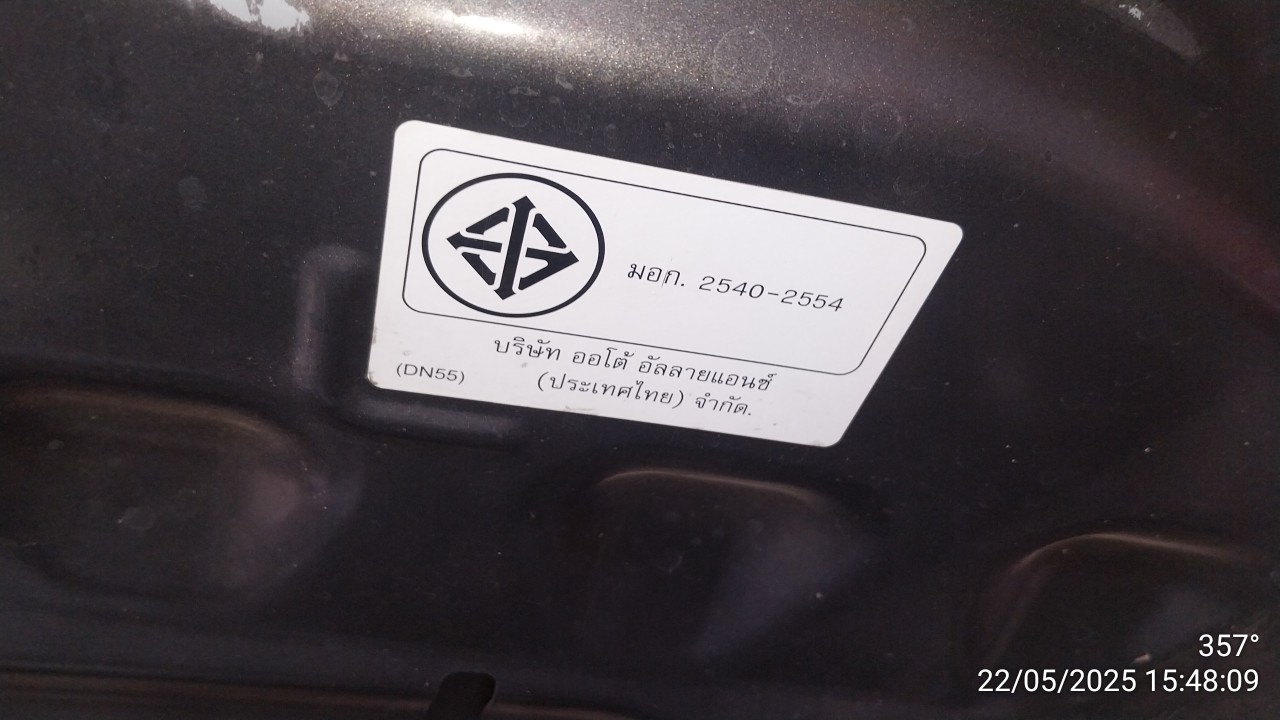 มอก. 2540-2554
บริษัท ออโต้ อัลลายแอนซ์
(DN55) (ประเทศไทย) จำกัด.
357°
22/05/2025 15:48:09